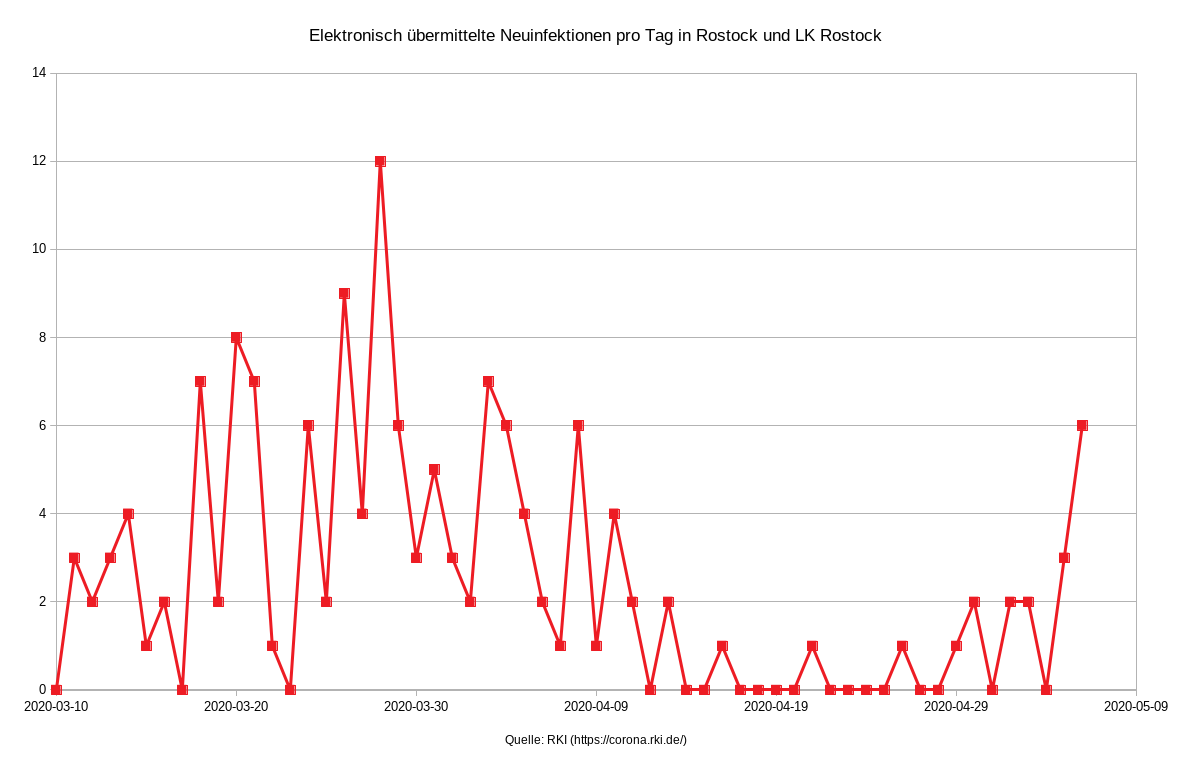 Elektronisch übermittelte Neuinfektionen pro Tag in Rostock und LK Rostock
14
12
10
8
6
4
2
0
2020-03-10 2020-03-20 2020-03-30 2020-04-09 2020-04-19 2020-04-29 2020-05-09
Quelle: RKI (https://corona.rki.de/)